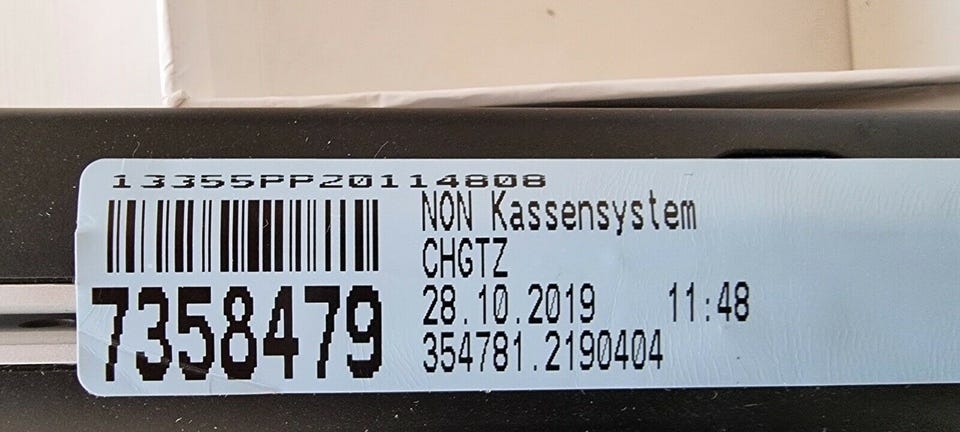 13355PP20114808
NON Kassensystem
CHGTZ
7358479
28.10.2019 11:48
354781.2190404